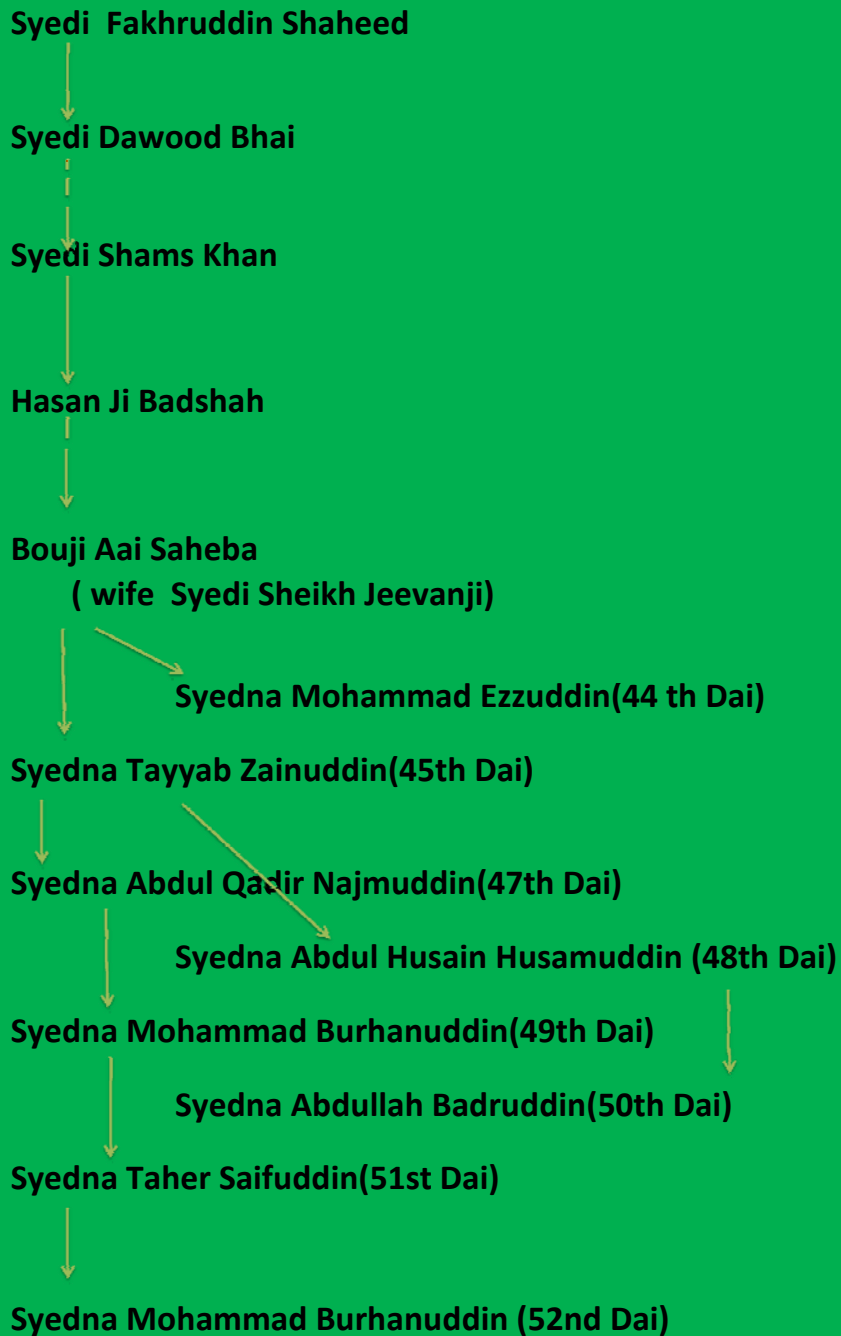 Syedi Fakhruddin Shaheed
Syedi Dawood Bhai
Syedi Shams Khan
Hasan Ji Badshah
Bouji Aai Saheba
( wife Syedi Sheikh Jeevanji)
Syedna Mohammad Ezzuddin(44 th Dai)
Syedna Tayyab Zainuddin(45th Dai)
Syedna Abdul Qadir Najmuddin(47th Dai)
Syedna Abdul Husain Husamuddin (48th Dai)
Syedna Mohammad Burhanuddin(49th Dai)
Syedna Abdullah Badruddin(50th Dai)
Syedna Taher Saifuddin(51st Dai)
Syedna Mohammad Burhanuddin (52nd Dai)